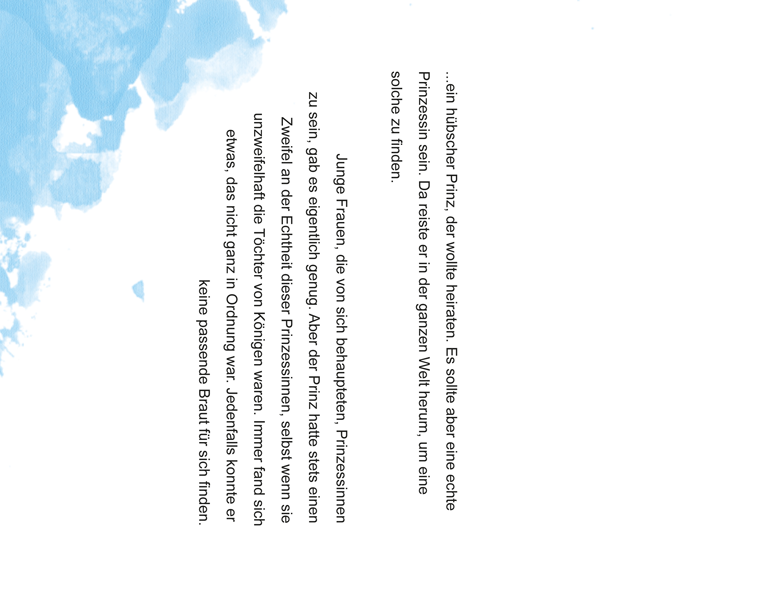 ...ein hübscher Prinz, der wollte heiraten. Es sollte aber eine echte
Prinzessin sein. Da reiste er in der ganzen Welt herum, um eine
solche zu finden.
Junge Frauen, die von sich behaupteten, Prinzessinnen
zu sein, gab es eigentlich genug. Aber der Prinz hatte stets einen
Zweifel an der Echtheit dieser Prinzessinnen, selbst wenn sie
unzweifelhaft die Töchter von Königen waren. Immer fand sich
etwas, das nicht ganz in Ordnung war. Jedenfalls konnte er
keine passende Braut für sich finden.